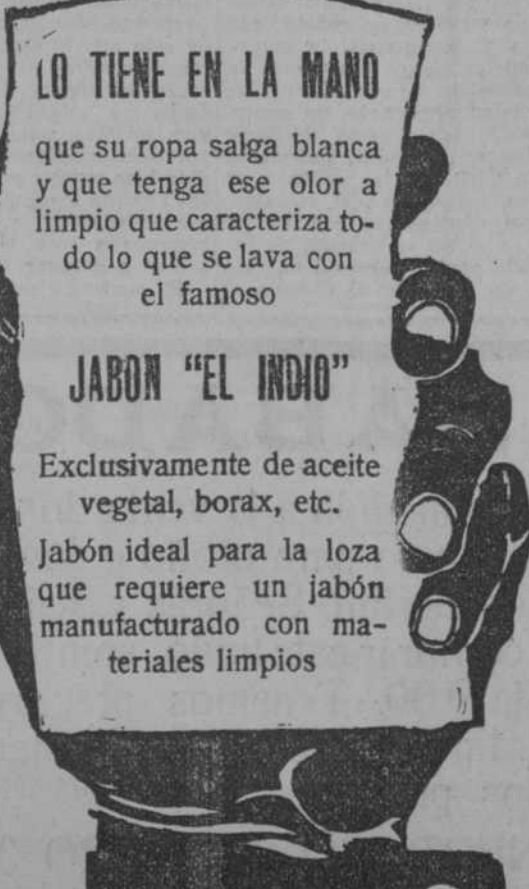 LO TIENE EN LA MANO
que su ropa salga blanca
y que tenga ese olor a
limpio que caracteriza to-
do lo que se lava con
el famoso
JABON "EL INDIO"
Exclusivamente de aceite
vegetal, borax, etc.
Jabón ideal para la loza
que requiere un jabón
manufacturado con ma-
teriales limpios